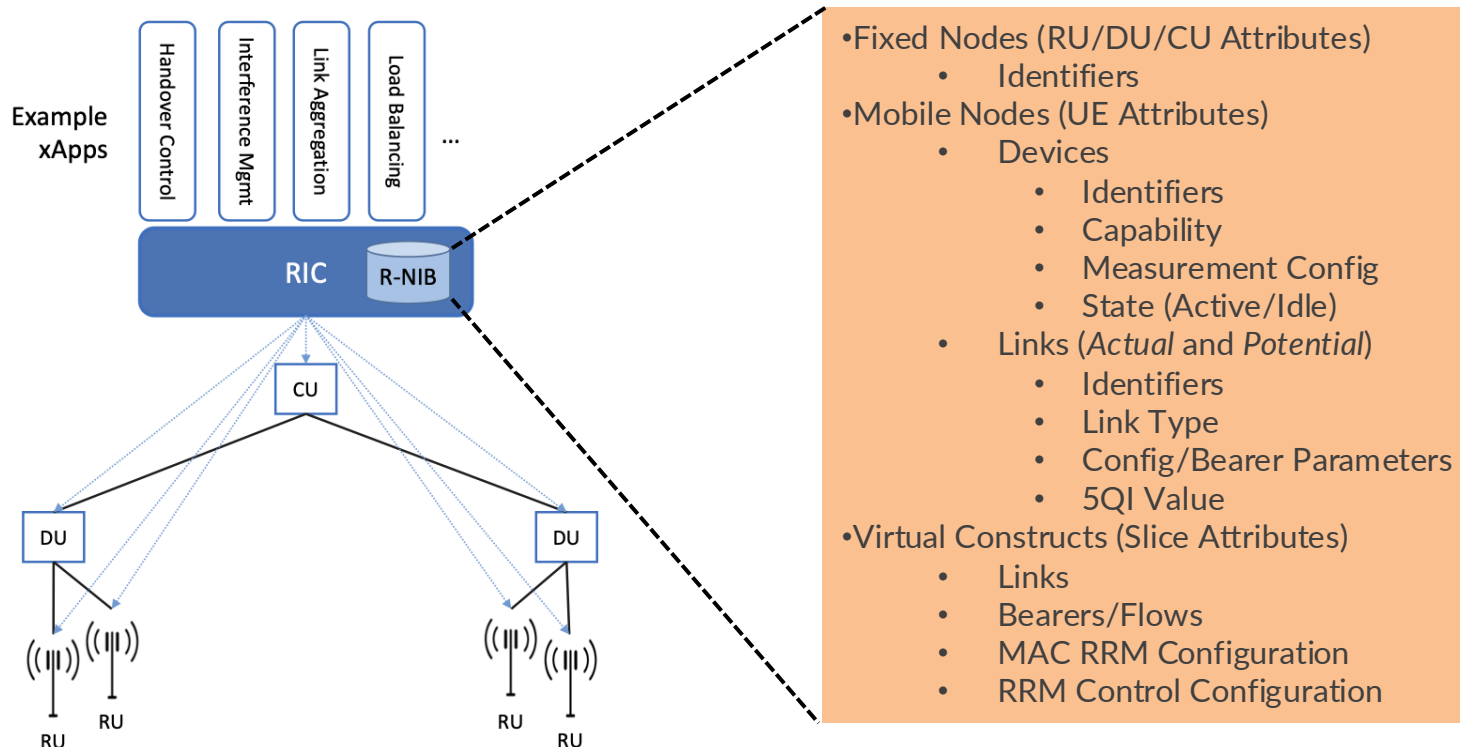 Example
xApps
Handover Control
Interference Mgmt
Link Aggregation
Load Balancing
...
RIC
R-NIB
CU
DU
DU
RU
RU
RU
RU
•Fixed Nodes (RU/DU/CU Attributes)
• Identifiers
•Mobile Nodes (UE Attributes)
• Devices
• Identifiers
• Capability
• Measurement Config
• State (Active/Idle)
• Links (Actual and Potential)
• Identifiers
• Link Type
• Config/Bearer Parameters
• 5QI Value
•Virtual Constructs (Slice Attributes)
• Links
• Bearers/Flows
• MAC RRM Configuration
• RRM Control Configuration